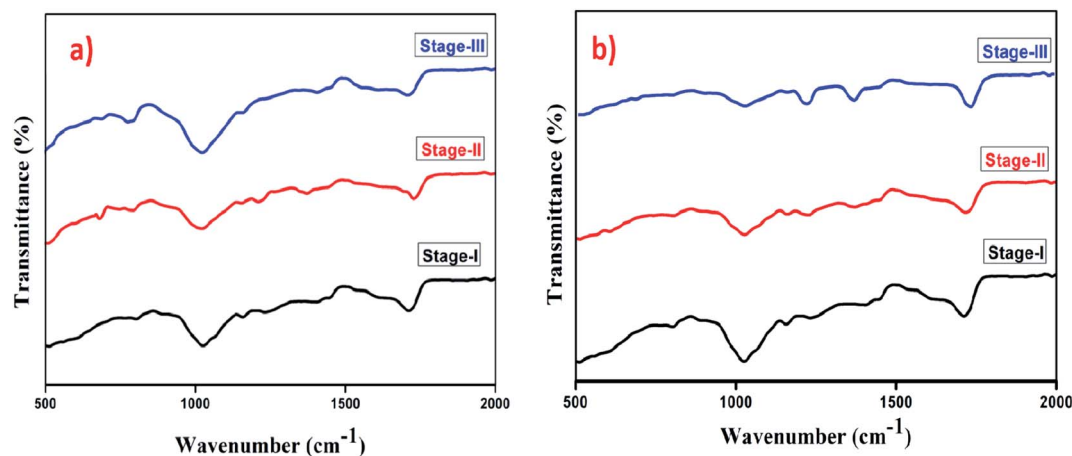 a)
Stage-III
Stage-II
Stage-I
Transmittance (%)
500 1000 1500 2000
Wavenumber (cm⁻¹)
b)
Stage-III
Stage-II
Stage-I
Transmittance (%)
500 1000 1500 2000
Wavenumber (cm⁻¹)